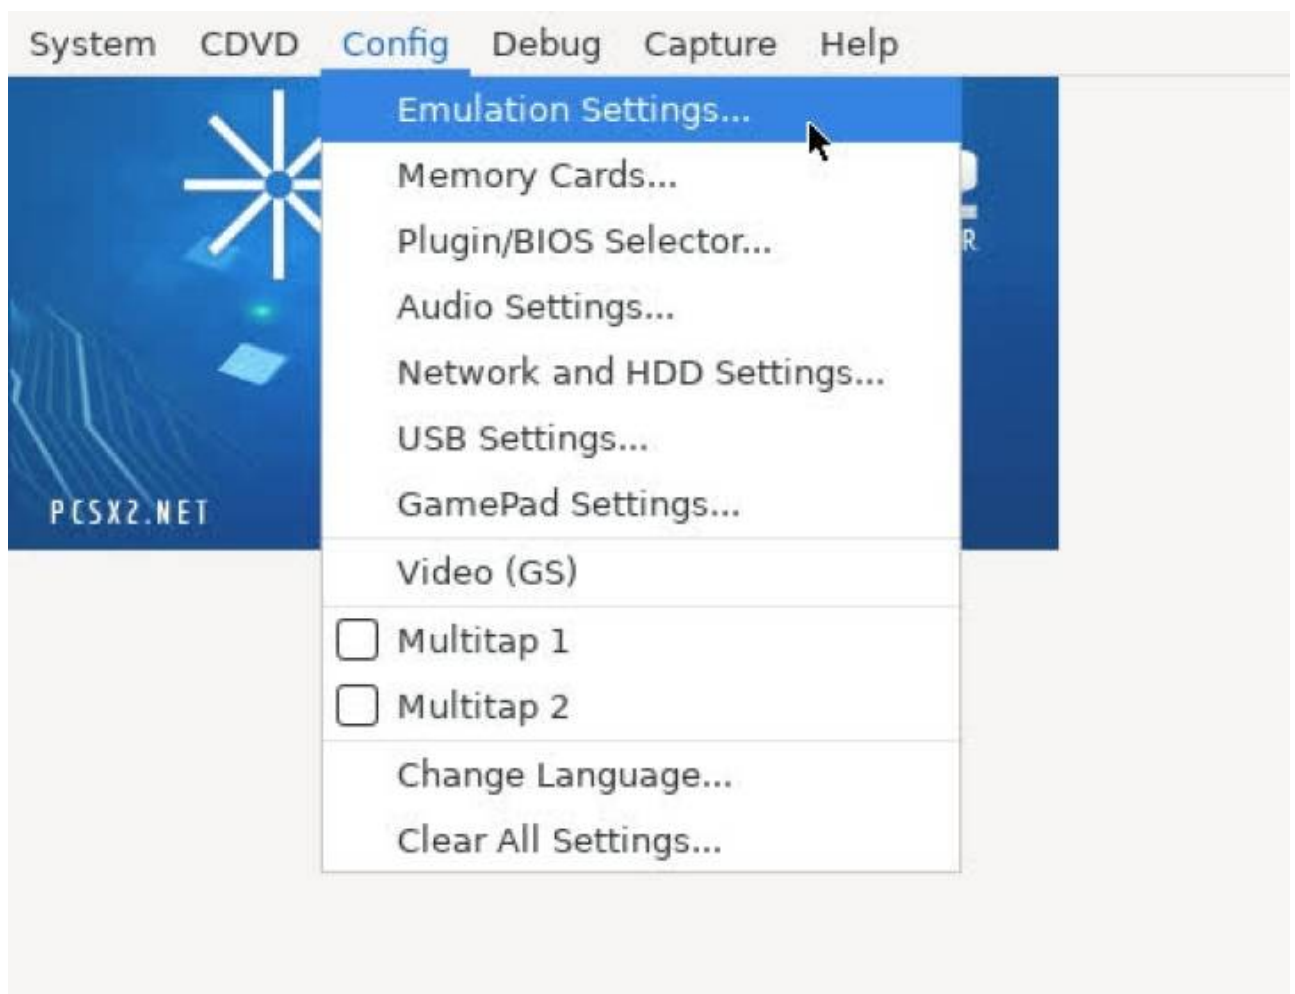 System CDVD Config Debug Capture Help
Emulation Settings...
Memory Cards...
Plugin/BIOS Selector...
R
Audio Settings...
Network and HDD Settings...
USB Settings...
GamePad Settings...
PCSX2.NET
Video (GS)
Multitap 1
Multitap 2
Change Language...
Clear All Settings...